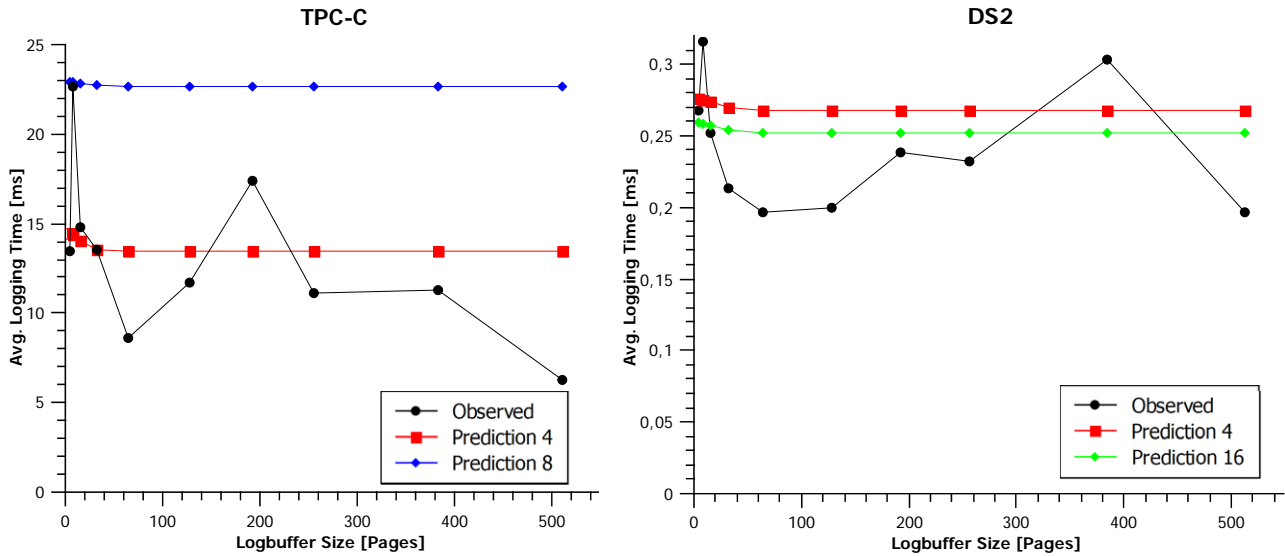 TPC-C
25
20
15
10
5
0
0 100 200 300 400 500
Avg. Logging Time [ms]
Logbuffer Size [Pages]
Observed
Prediction 4
Prediction 8
DS2
0,3
0,25
0,2
0,15
0,1
0,05
0
0 100 200 300 400 500
Avg. Logging Time [ms]
Logbuffer Size [Pages]
Observed
Prediction 4
Prediction 16